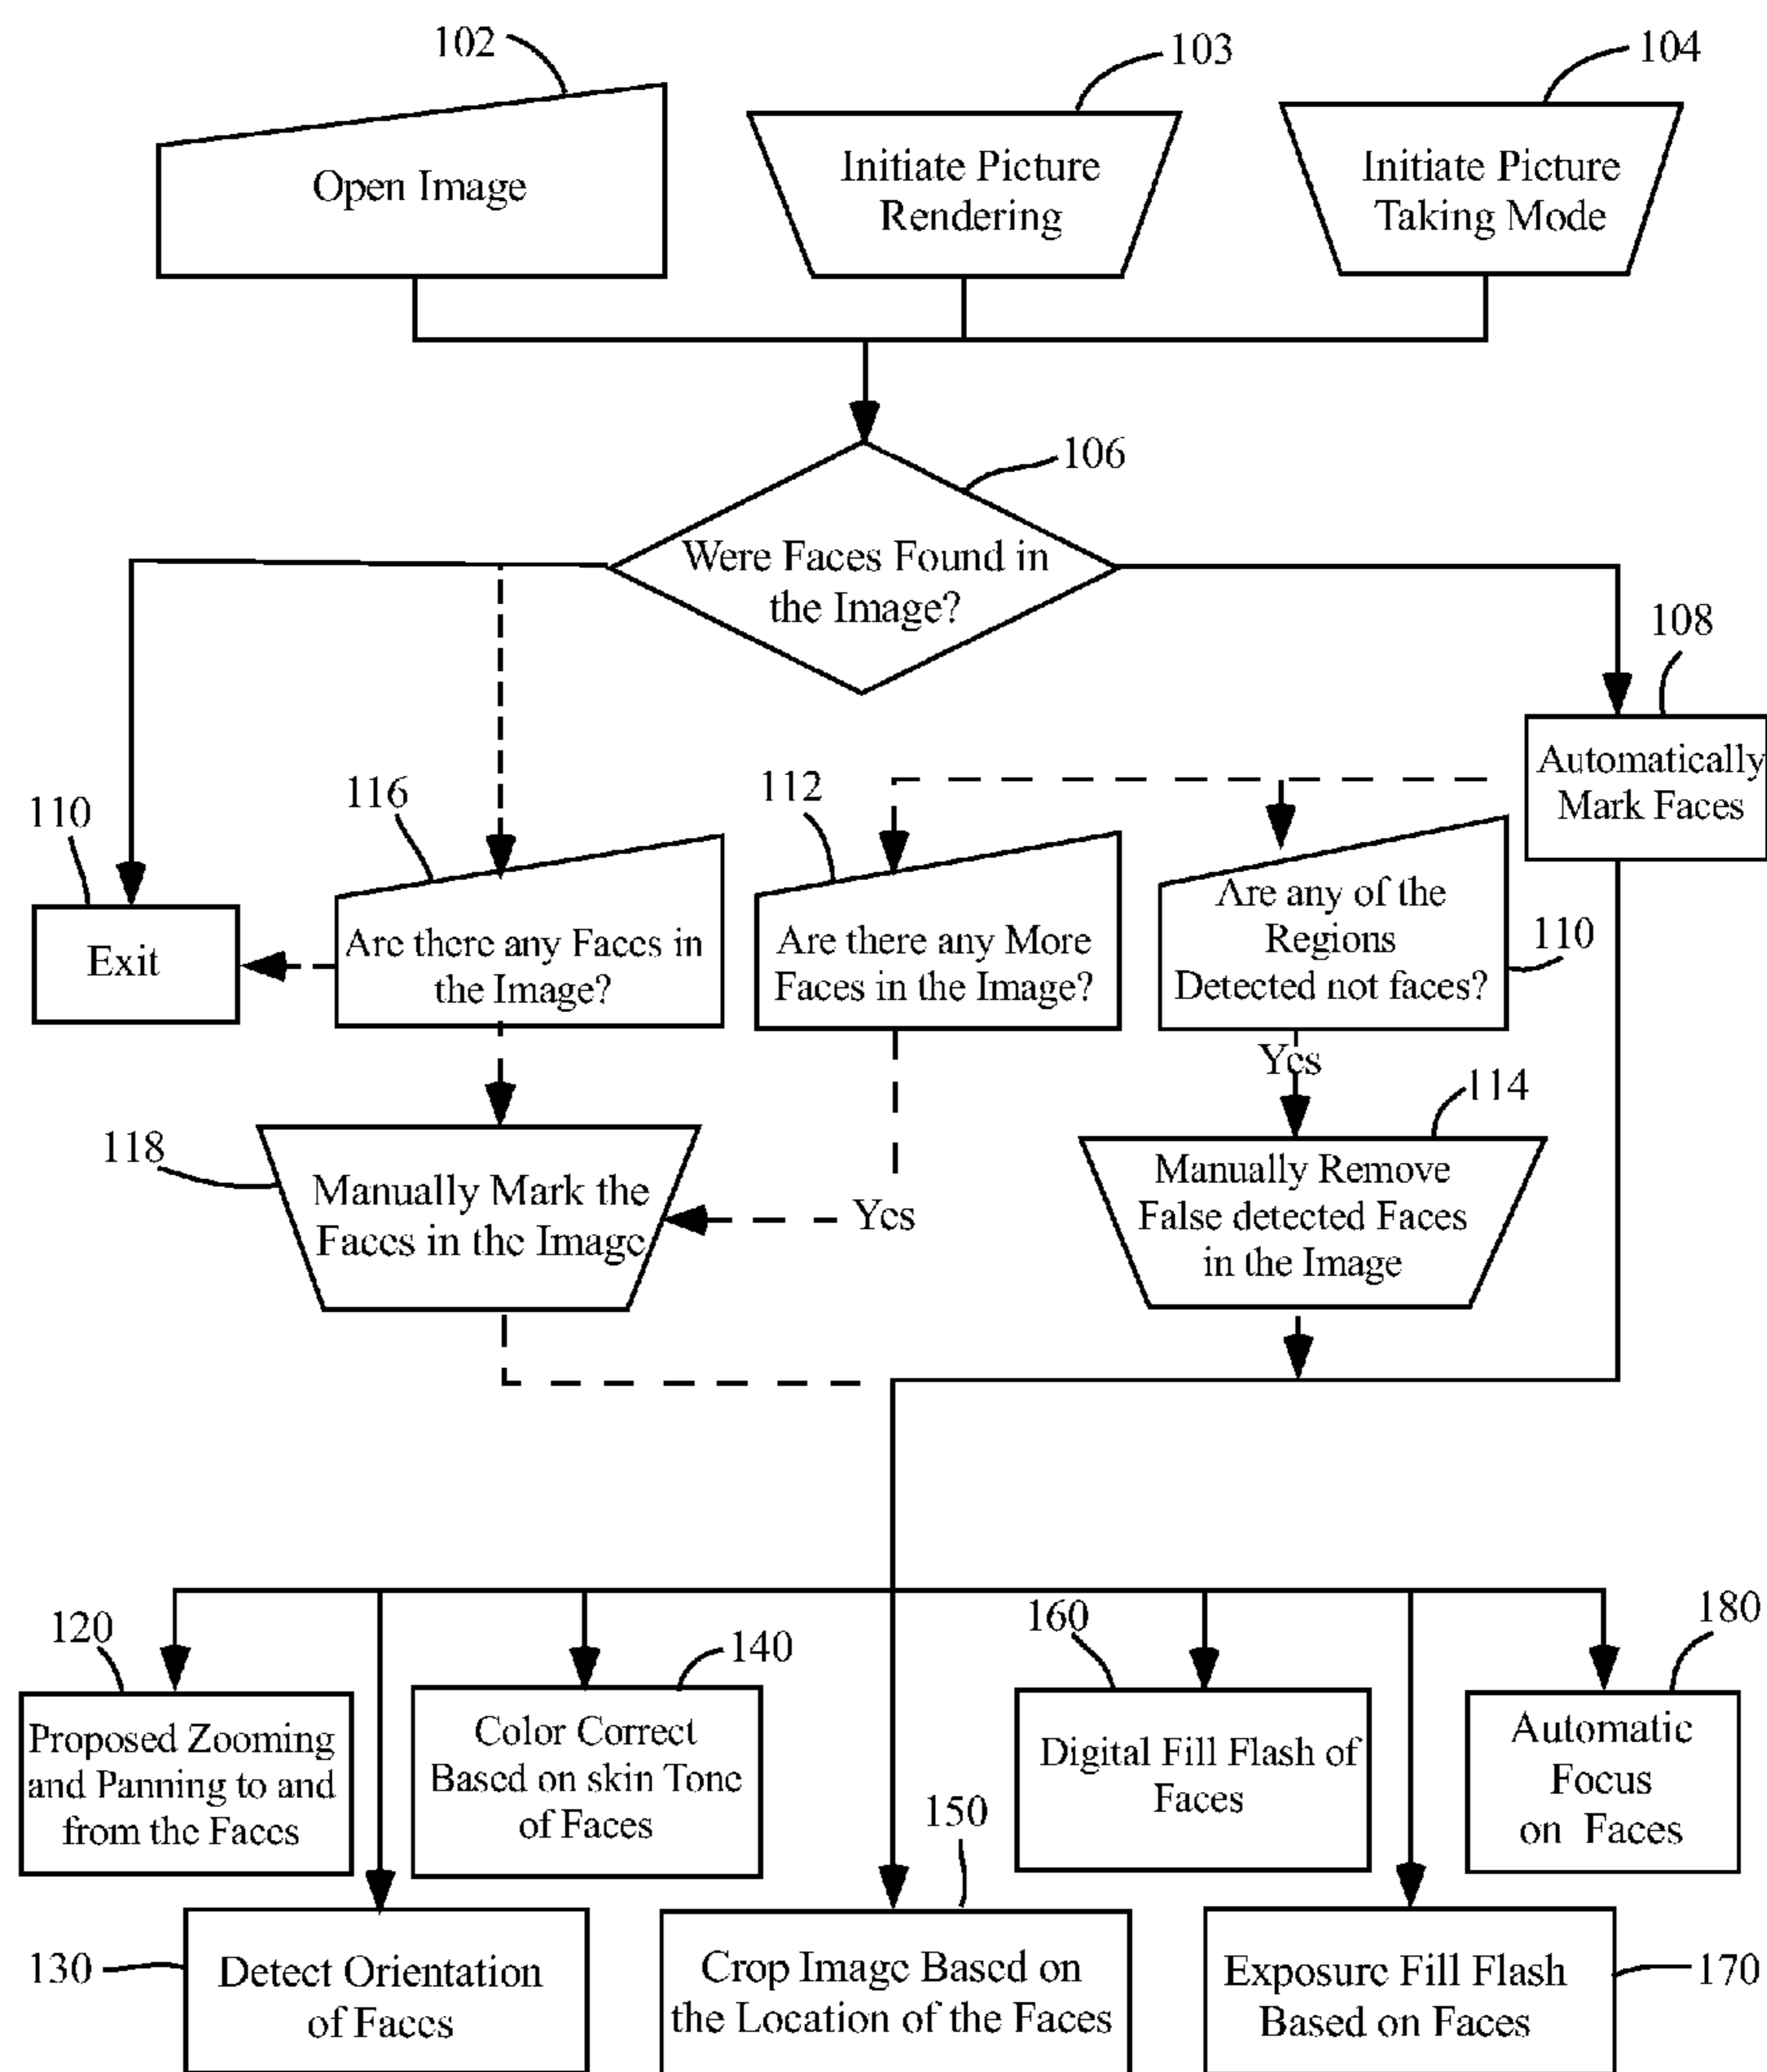 102
103
104
Open Image
Initiate Picture
Rendering
Initiate Picture
Taking Mode
106
Were Faces Found in
the Image?
108
Automatically
Mark Faces
110
116
112
Exit
Are there any Faces in
the Image?
Are there any More
Faces in the Image?
Are any of the
Regions
Detected not faces?
110
Yes
114
118
Manually Mark the
Faces in the Image
Yes
Manually Remove
False detected Faces
in the Image
120
140
160
180
Proposed Zooming
and Panning to and
from the Faces
Color Correct
Based on skin Tone
of Faces
150
Digital Fill Flash of
Faces
Automatic
Focus
on Faces
130
Detect Orientation
of Faces
Crop Image Based on
the Location of the Faces
Exposure Fill Flash
Based on Faces
170